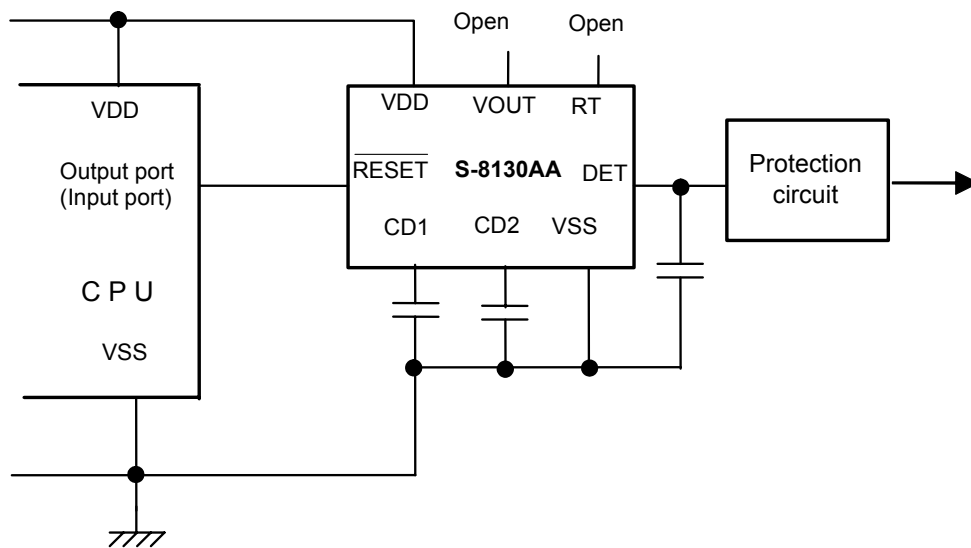 Open
Open
VDD
VDD
VOUT
RT
Output port
(Input port)
RESET
S-8130AA
DET
Protection
circuit
CD1
CD2
VSS
C P U
VSS